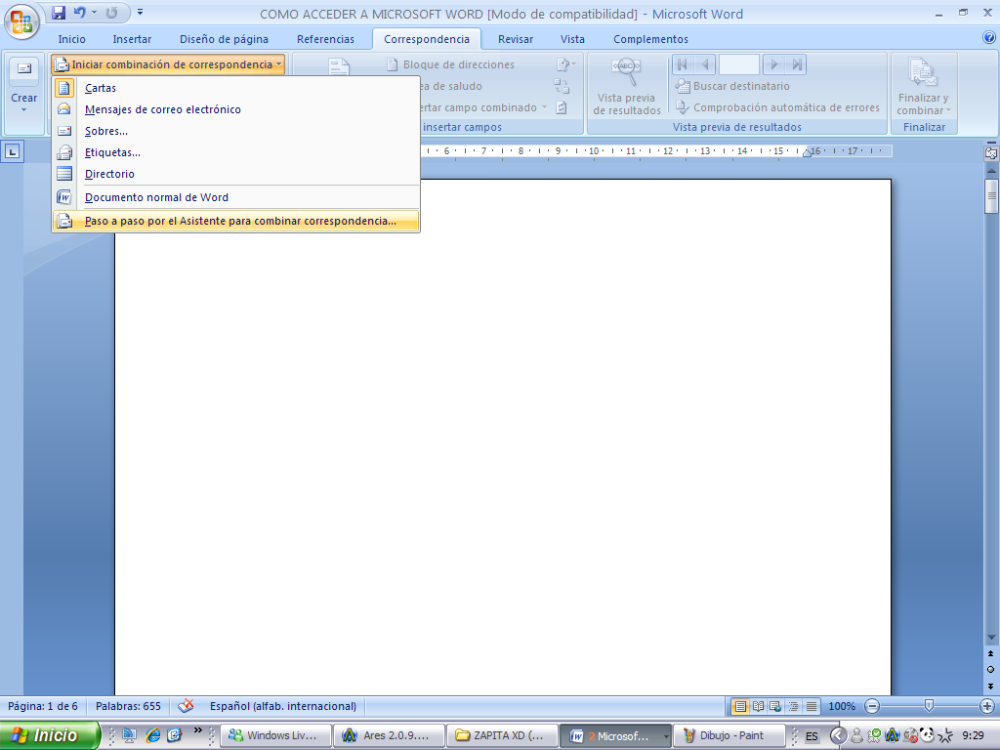 COMO ACCEDER A MICROSOFT WORD [Modo de compatibilidad] - Microsoft Word
Inicio Insertar Diseño de página Referencias Correspondencia Revisar Vista Complementos
Crear
Iniciar combinación de correspondencia
Cartas
Mensajes de correo electrónico
Sobres...
Etiquetas...
Directorio
Documento normal de Word
Paso a paso por el Asistente para combinar correspondencia...
Bloque de direcciones
ea de saludo
ertar campo combinado
insertar campos
«ABC»
Vista previa
de resultados
Buscar destinatario
Comprobación automática de errores
Vista previa de resultados
Finalizar y
combinar
Finalizar
6 7 8 9 10 11 12 13 14 15 16 17
Página: 1 de 6 Palabras: 655 Español (alfab. internacional) 100%
Inicio » Windows Liv... Ares 2.0.9.... ZAPITA XD (... ? Microsof... Dibujo - Paint ES 9:29